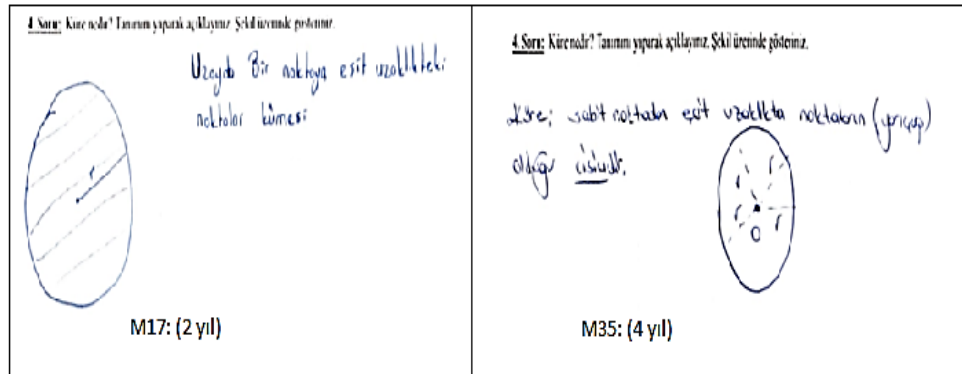 4. Soru: Küre nedir? Tanımını yaparak açıklayınız. Şekil üzerinde gösteriniz.
Uzayda Bir noktaya eşit uzaklıktaki
noktalar kümesi
r
M17: (2 yıl)
4. Soru: Küre nedir? Tanımını yaparak açıklayınız. Şekil üzerinde gösteriniz.
Küre; sabit noktadan eşit uzaklıkta noktaların (yarıçap)
olduğu cisimdir.
r r
r r
O
M35: (4 yıl)